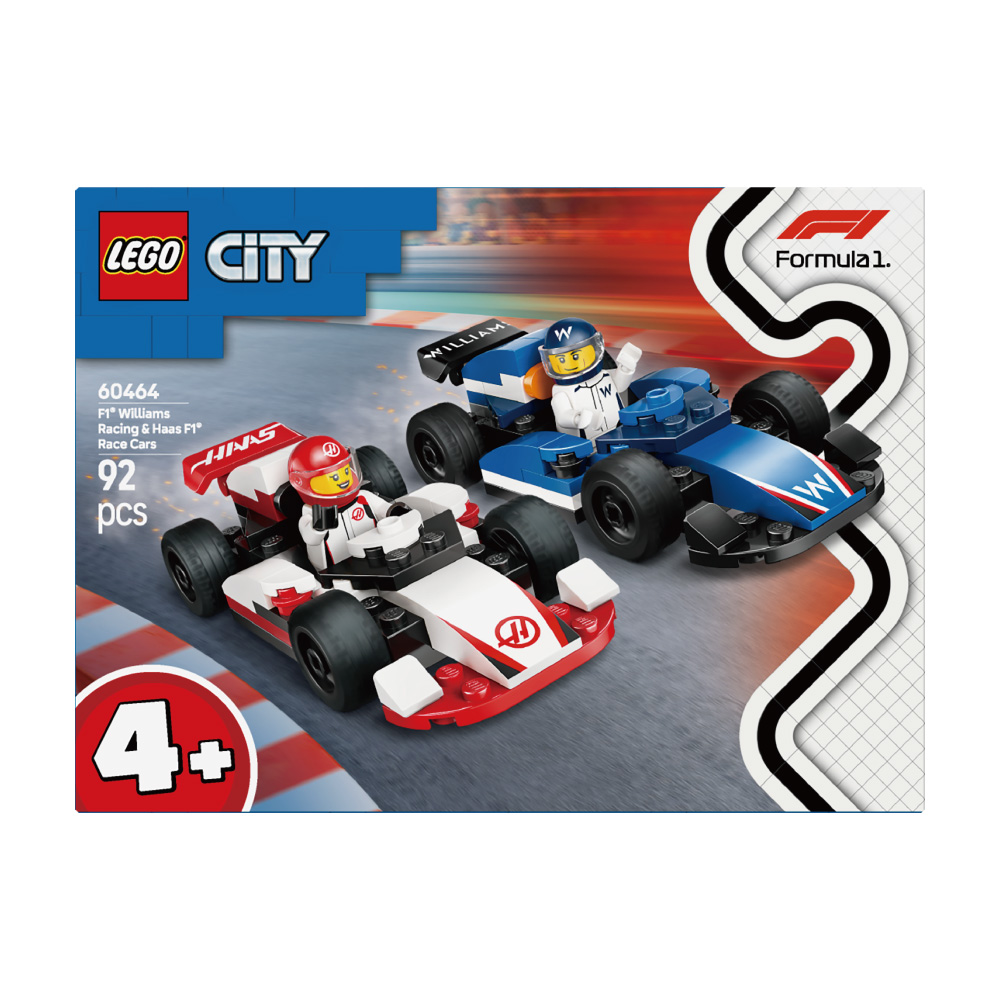 LEGO
CITY
Formula 1.
60464
F1® Williams
Racing & Haas F1®
Race Cars
92
pcs
WILLIAMS
HAAS
W
W
4+